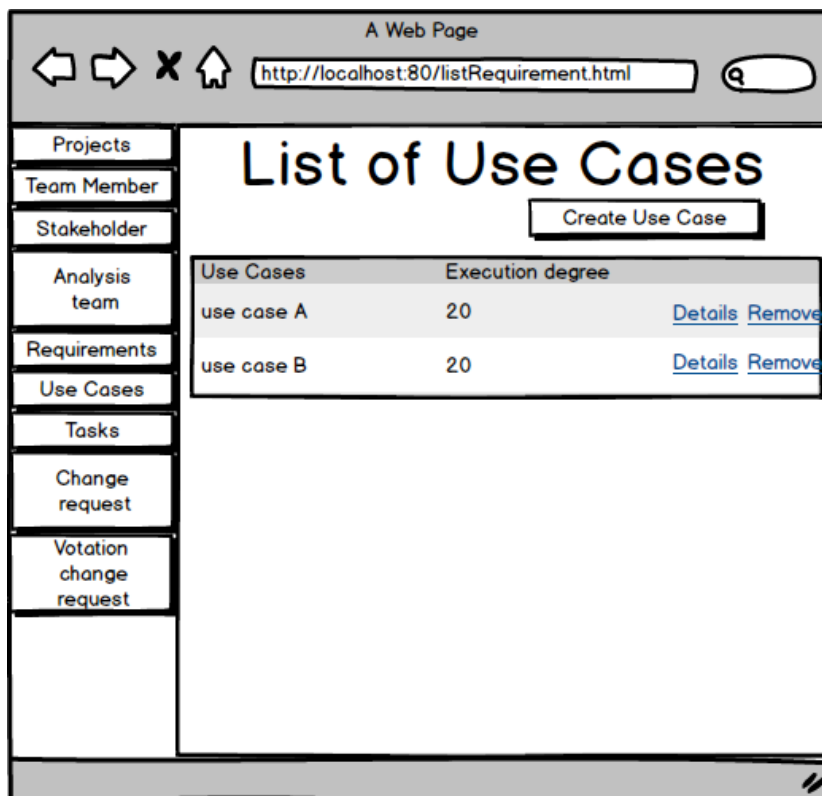 A Web Page
http://localhost:80/listRequirement.html
Projects
Team Member
Stakeholder
Analysis
team
Requirements
Use Cases
Tasks
Change
request
Votation
change
request
List of Use Cases
Create Use Case
Use Cases Execution degree
use case A 20 Details Remove
use case B 20 Details Remove